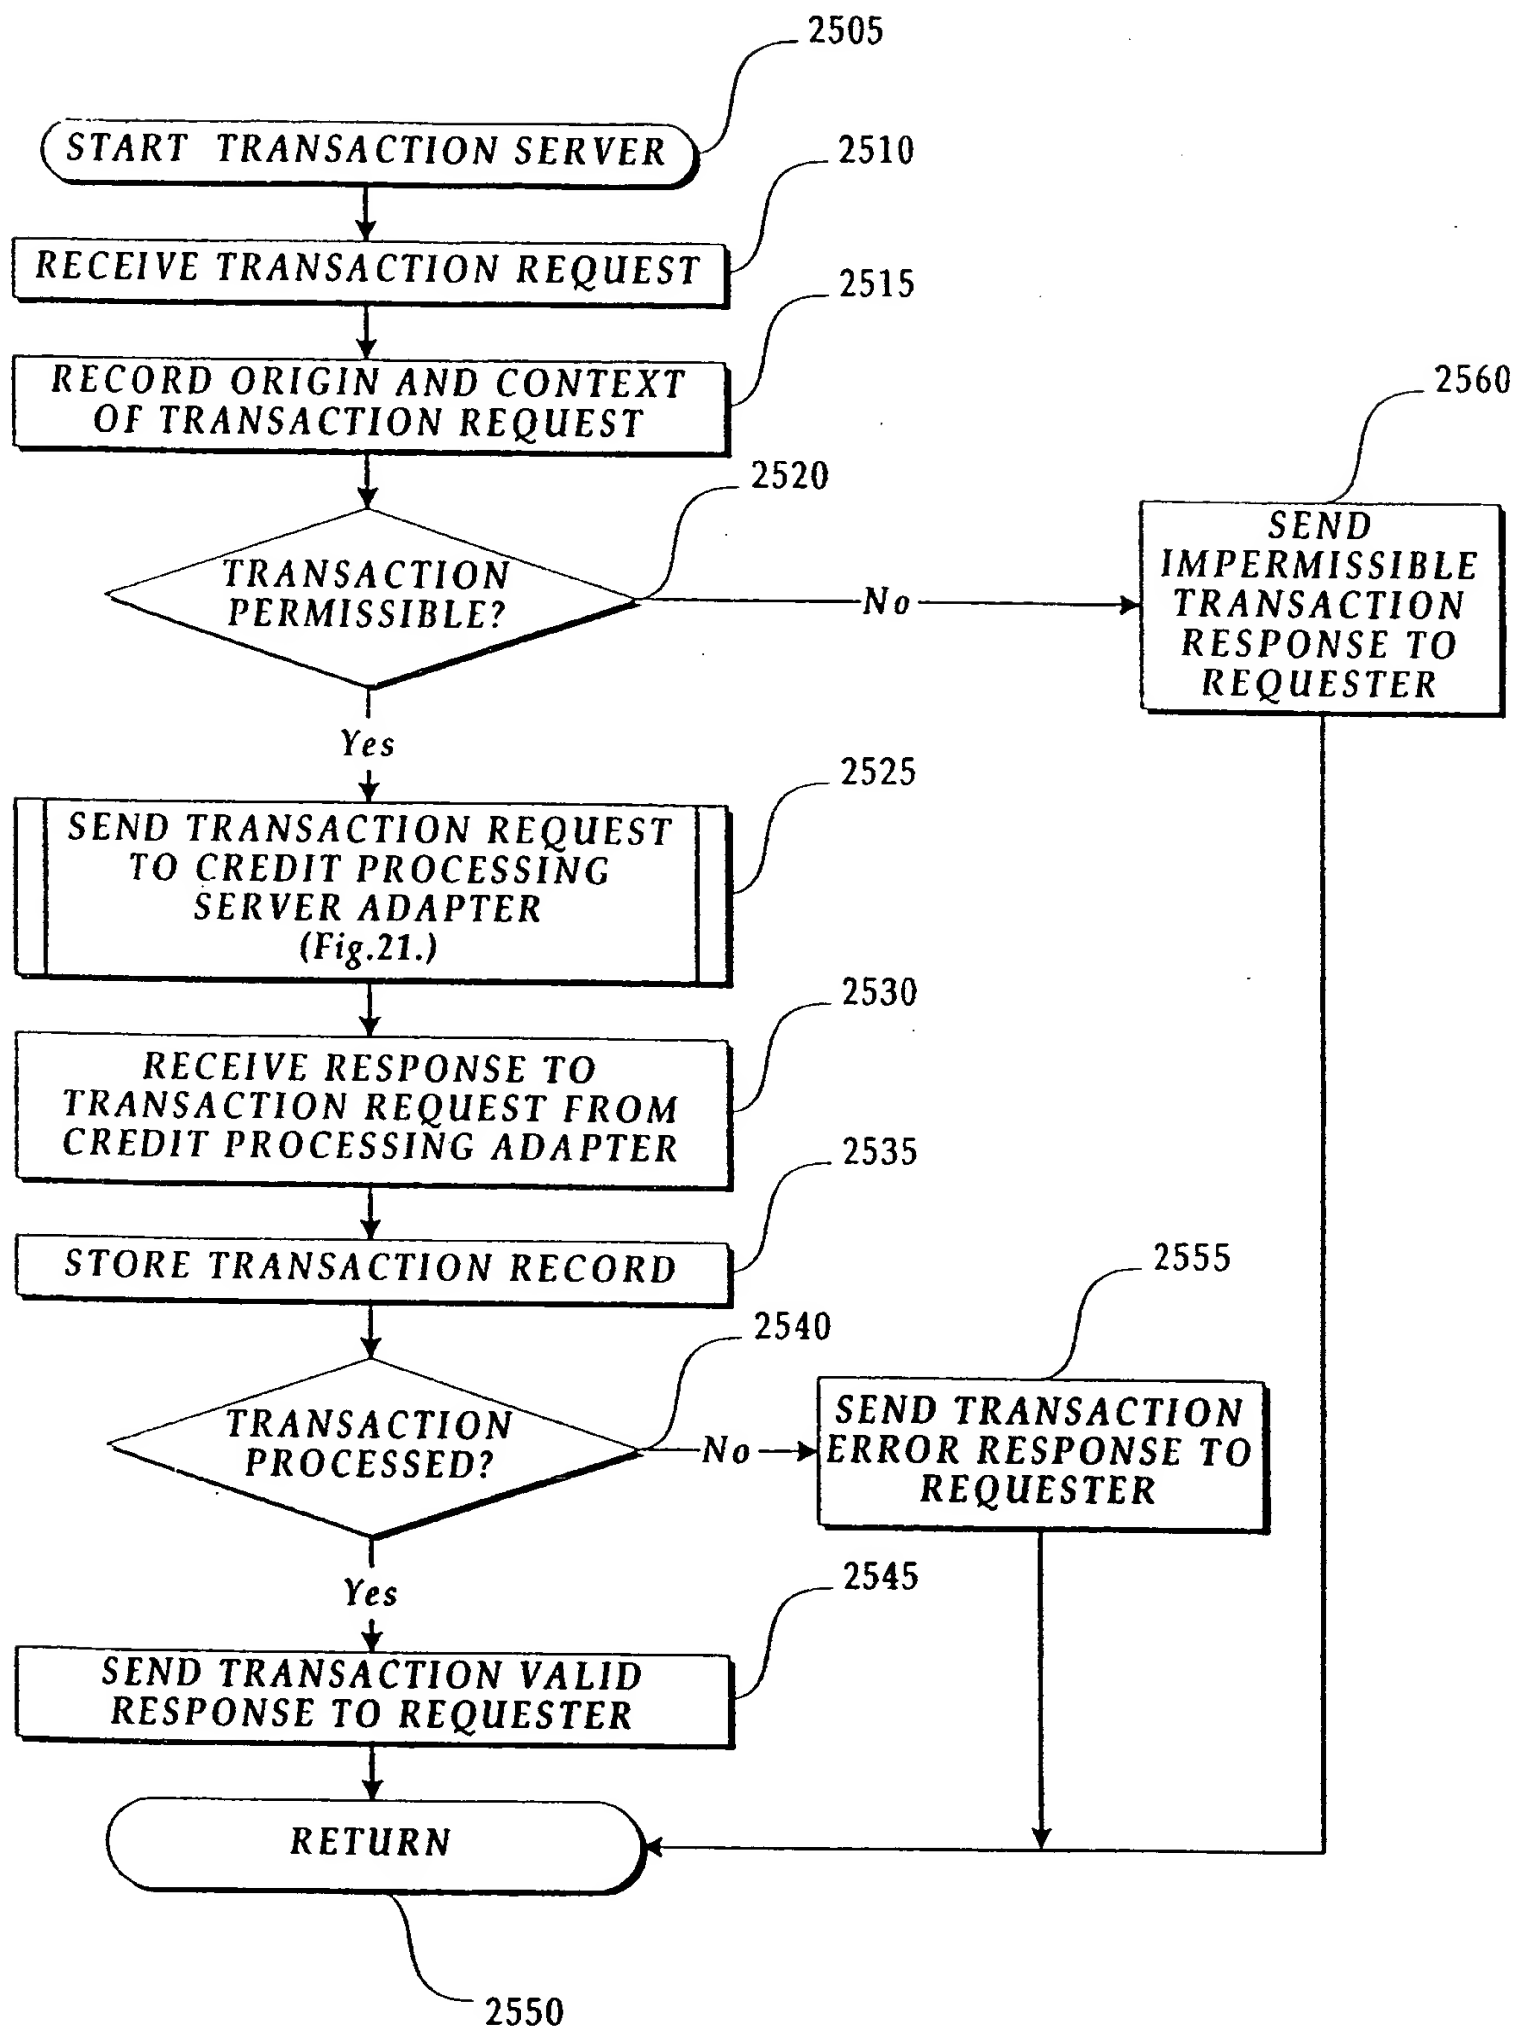 2505
START TRANSACTION SERVER
2510
RECEIVE TRANSACTION REQUEST
2515
RECORD ORIGIN AND CONTEXT
OF TRANSACTION REQUEST
2520
TRANSACTION
PERMISSIBLE?
No
2560
SEND
IMPERMISSIBLE
TRANSACTION
RESPONSE TO
REQUESTER
Yes
2525
SEND TRANSACTION REQUEST
TO CREDIT PROCESSING
SERVER ADAPTER
(Fig.21.)
2530
RECEIVE RESPONSE TO
TRANSACTION REQUEST FROM
CREDIT PROCESSING ADAPTER
2535
STORE TRANSACTION RECORD
2540
TRANSACTION
PROCESSED?
No
2555
SEND TRANSACTION
ERROR RESPONSE TO
REQUESTER
Yes
2545
SEND TRANSACTION VALID
RESPONSE TO REQUESTER
RETURN
2550